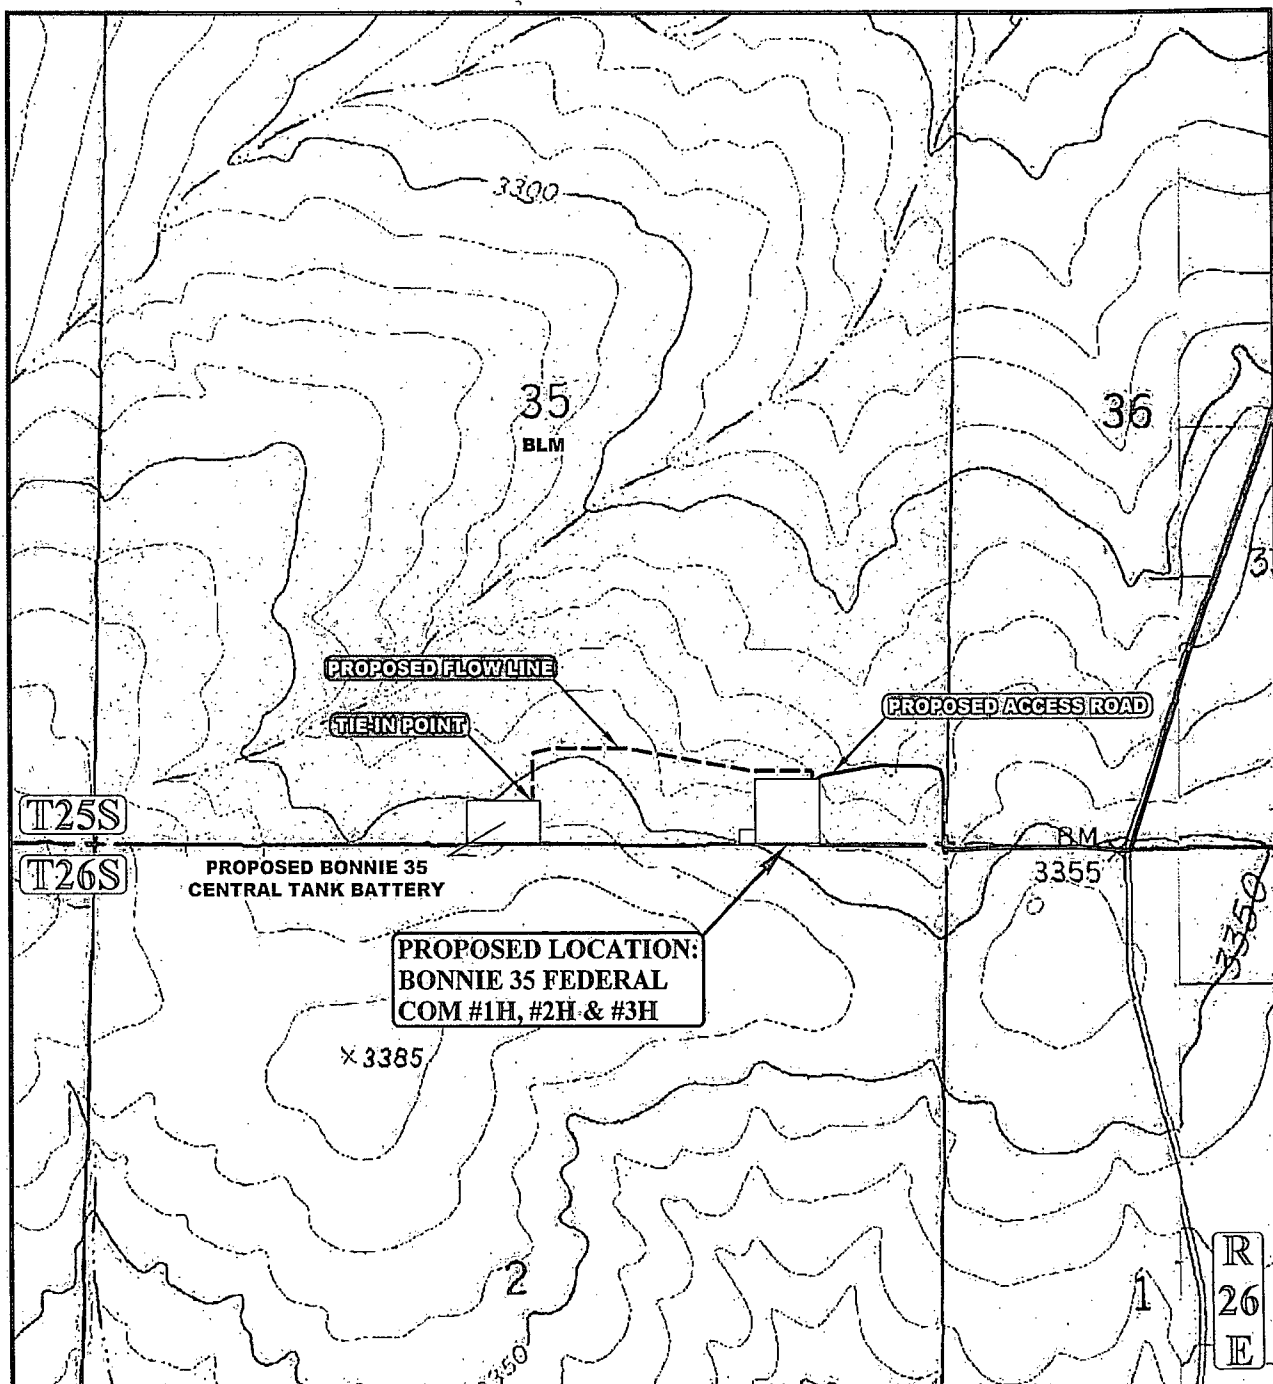 3300
35
BLM
36
PROPOSED FLOW LINE
TIE-IN POINT
PROPOSED ACCESS ROAD
T25S
T26S
PROPOSED BONNIE 35
CENTRAL TANK BATTERY
BM
3355
3350
PROPOSED LOCATION:
BONNIE 35 FEDERAL
COM #1H, #2H & #3H
3385
2
1
R
26
E